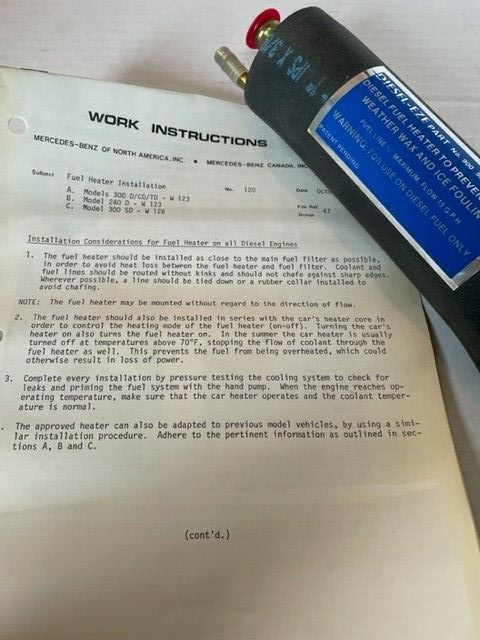 WORK INSTRUCTIONS
MERCEDES-BENZ OF NORTH AMERICA, INC. • MERCEDES-BENZ CANADA, INC
Subject Fuel Heater Installation No. 120 Date Octo
A. Models 300 D/CD/TD - W 123
B. Model 240 D - W 123
C. Model 300 SD - W 126
For Ref
Group 47
Installation Considerations for Fuel Heater on all Diesel Engines
1. The fuel heater should be installed as close to the main fuel filter as possible,
in order to avoid heat loss between the fuel heater and fuel filter. Coolant and
fuel lines should be routed without kinks and should not chafe against sharp edges.
Wherever possible, a line should be tied down or a rubber collar installed to
avoid chafing.
NOTE: The fuel heater may be mounted without regard to the direction of flow.
2. The fuel heater should also be installed in series with the car's heater core in
order to control the heating mode of the fuel heater (on-off). Turning the car's
heater on also turns the fuel heater on. In the summer the car heater is usually
turned off at temperatures above 70°F, stopping the flow of coolant through the
fuel heater as well. This prevents the fuel from being overheated, which could
otherwise result in loss of power.
3. Complete every installation by pressure testing the cooling system to check for
leaks and priming the fuel system with the hand pump. When the engine reaches op-
erating temperature, make sure that the car heater operates and the coolant temper-
ature is normal.
. The approved heater can also be adapted to previous model vehicles, by using a simi-
lar installation procedure. Adhere to the pertinent information as outlined in sec-
tions A, B and C.
(cont'd.)
DIESEL-EZE PART No. 900
DIESEL FUEL HEATER TO PREVEN
WEATHER WAX AND ICE FOULIN
FUEL LINE MAXIMUM FLOW 15 G.P.H.
WARNING: FOR USE ON DIESEL FUEL ONLY
PATENT PENDING